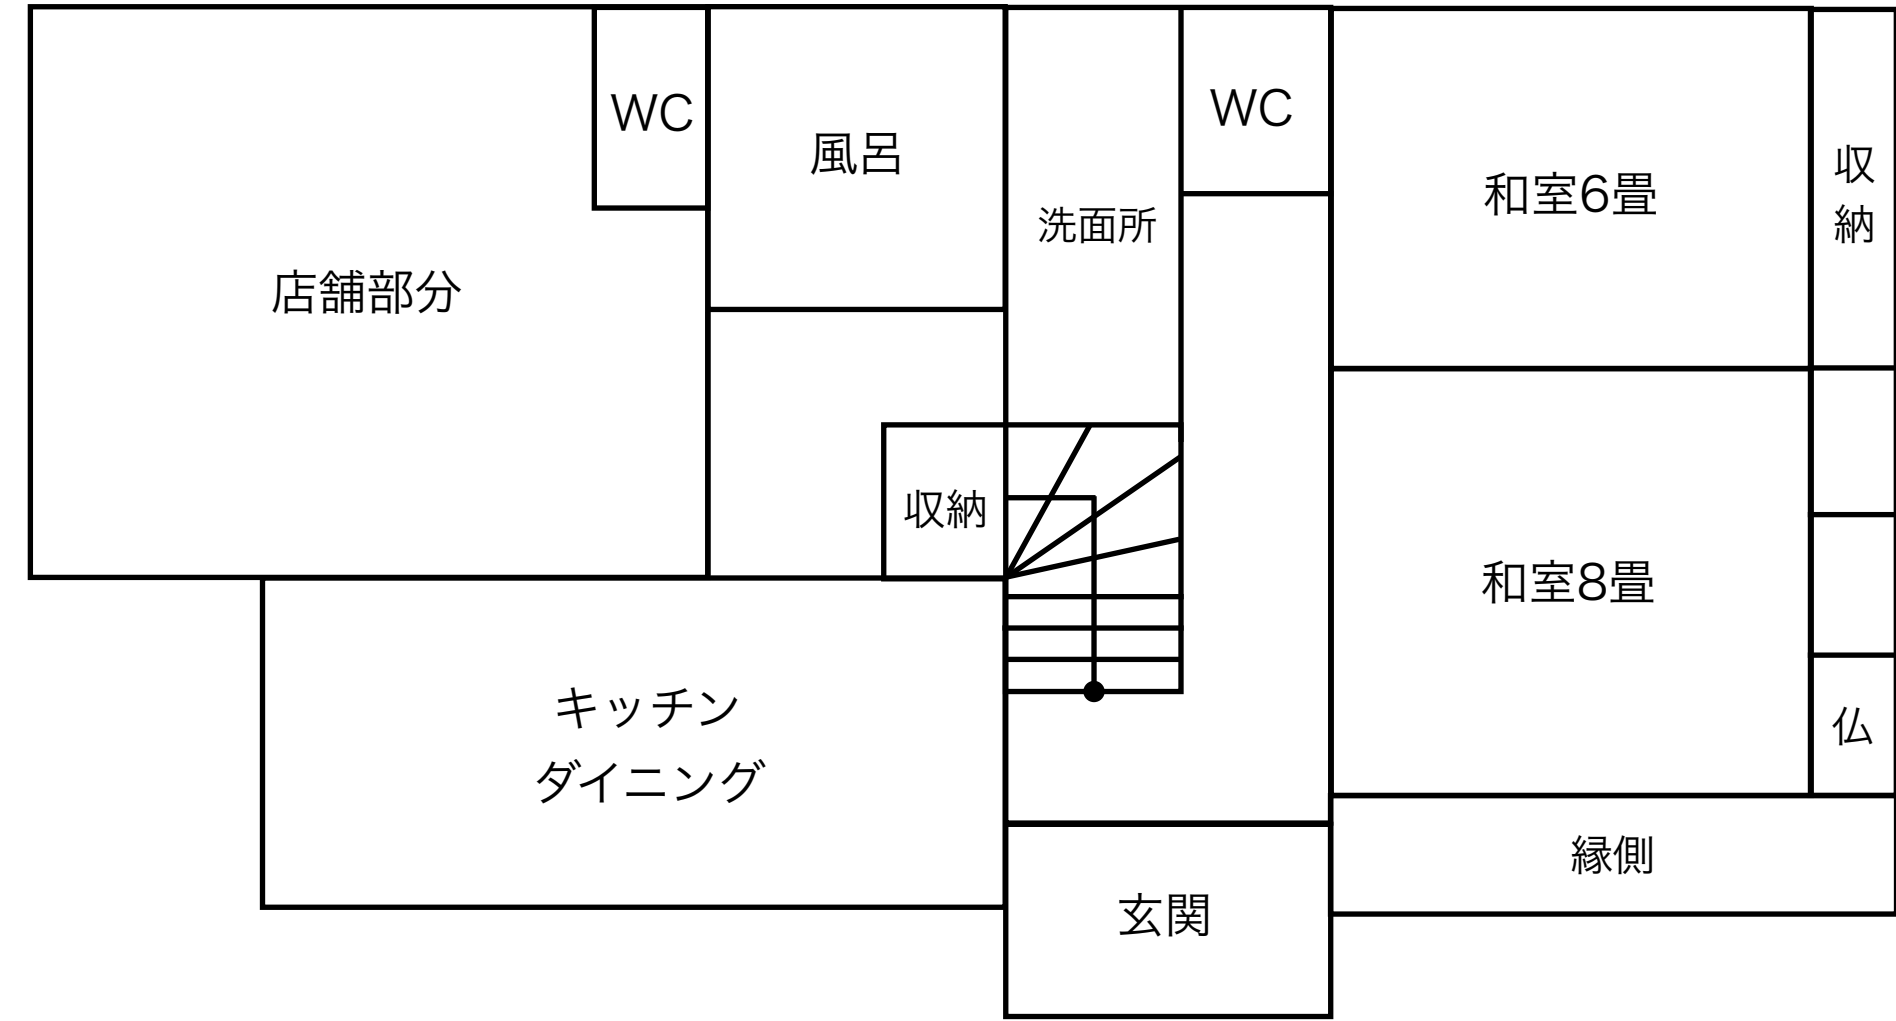 WC
WC
風呂
和室6畳
収
納
洗面所
店舗部分
収納
和室8畳
キッチン
ダイニング
仏
縁側
玄関